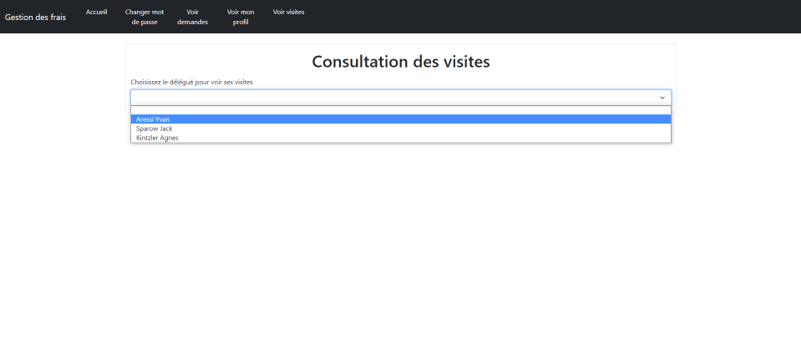 Gestion des frais
Accueil
Changer mot
de passe
Voir
demandes
Voir mon
profil
Voir visites
Consultation des visites
Choisissez le délégué pour voir ses visites
Aressi Yvan
Sparow Jack
Kintzler Agnes